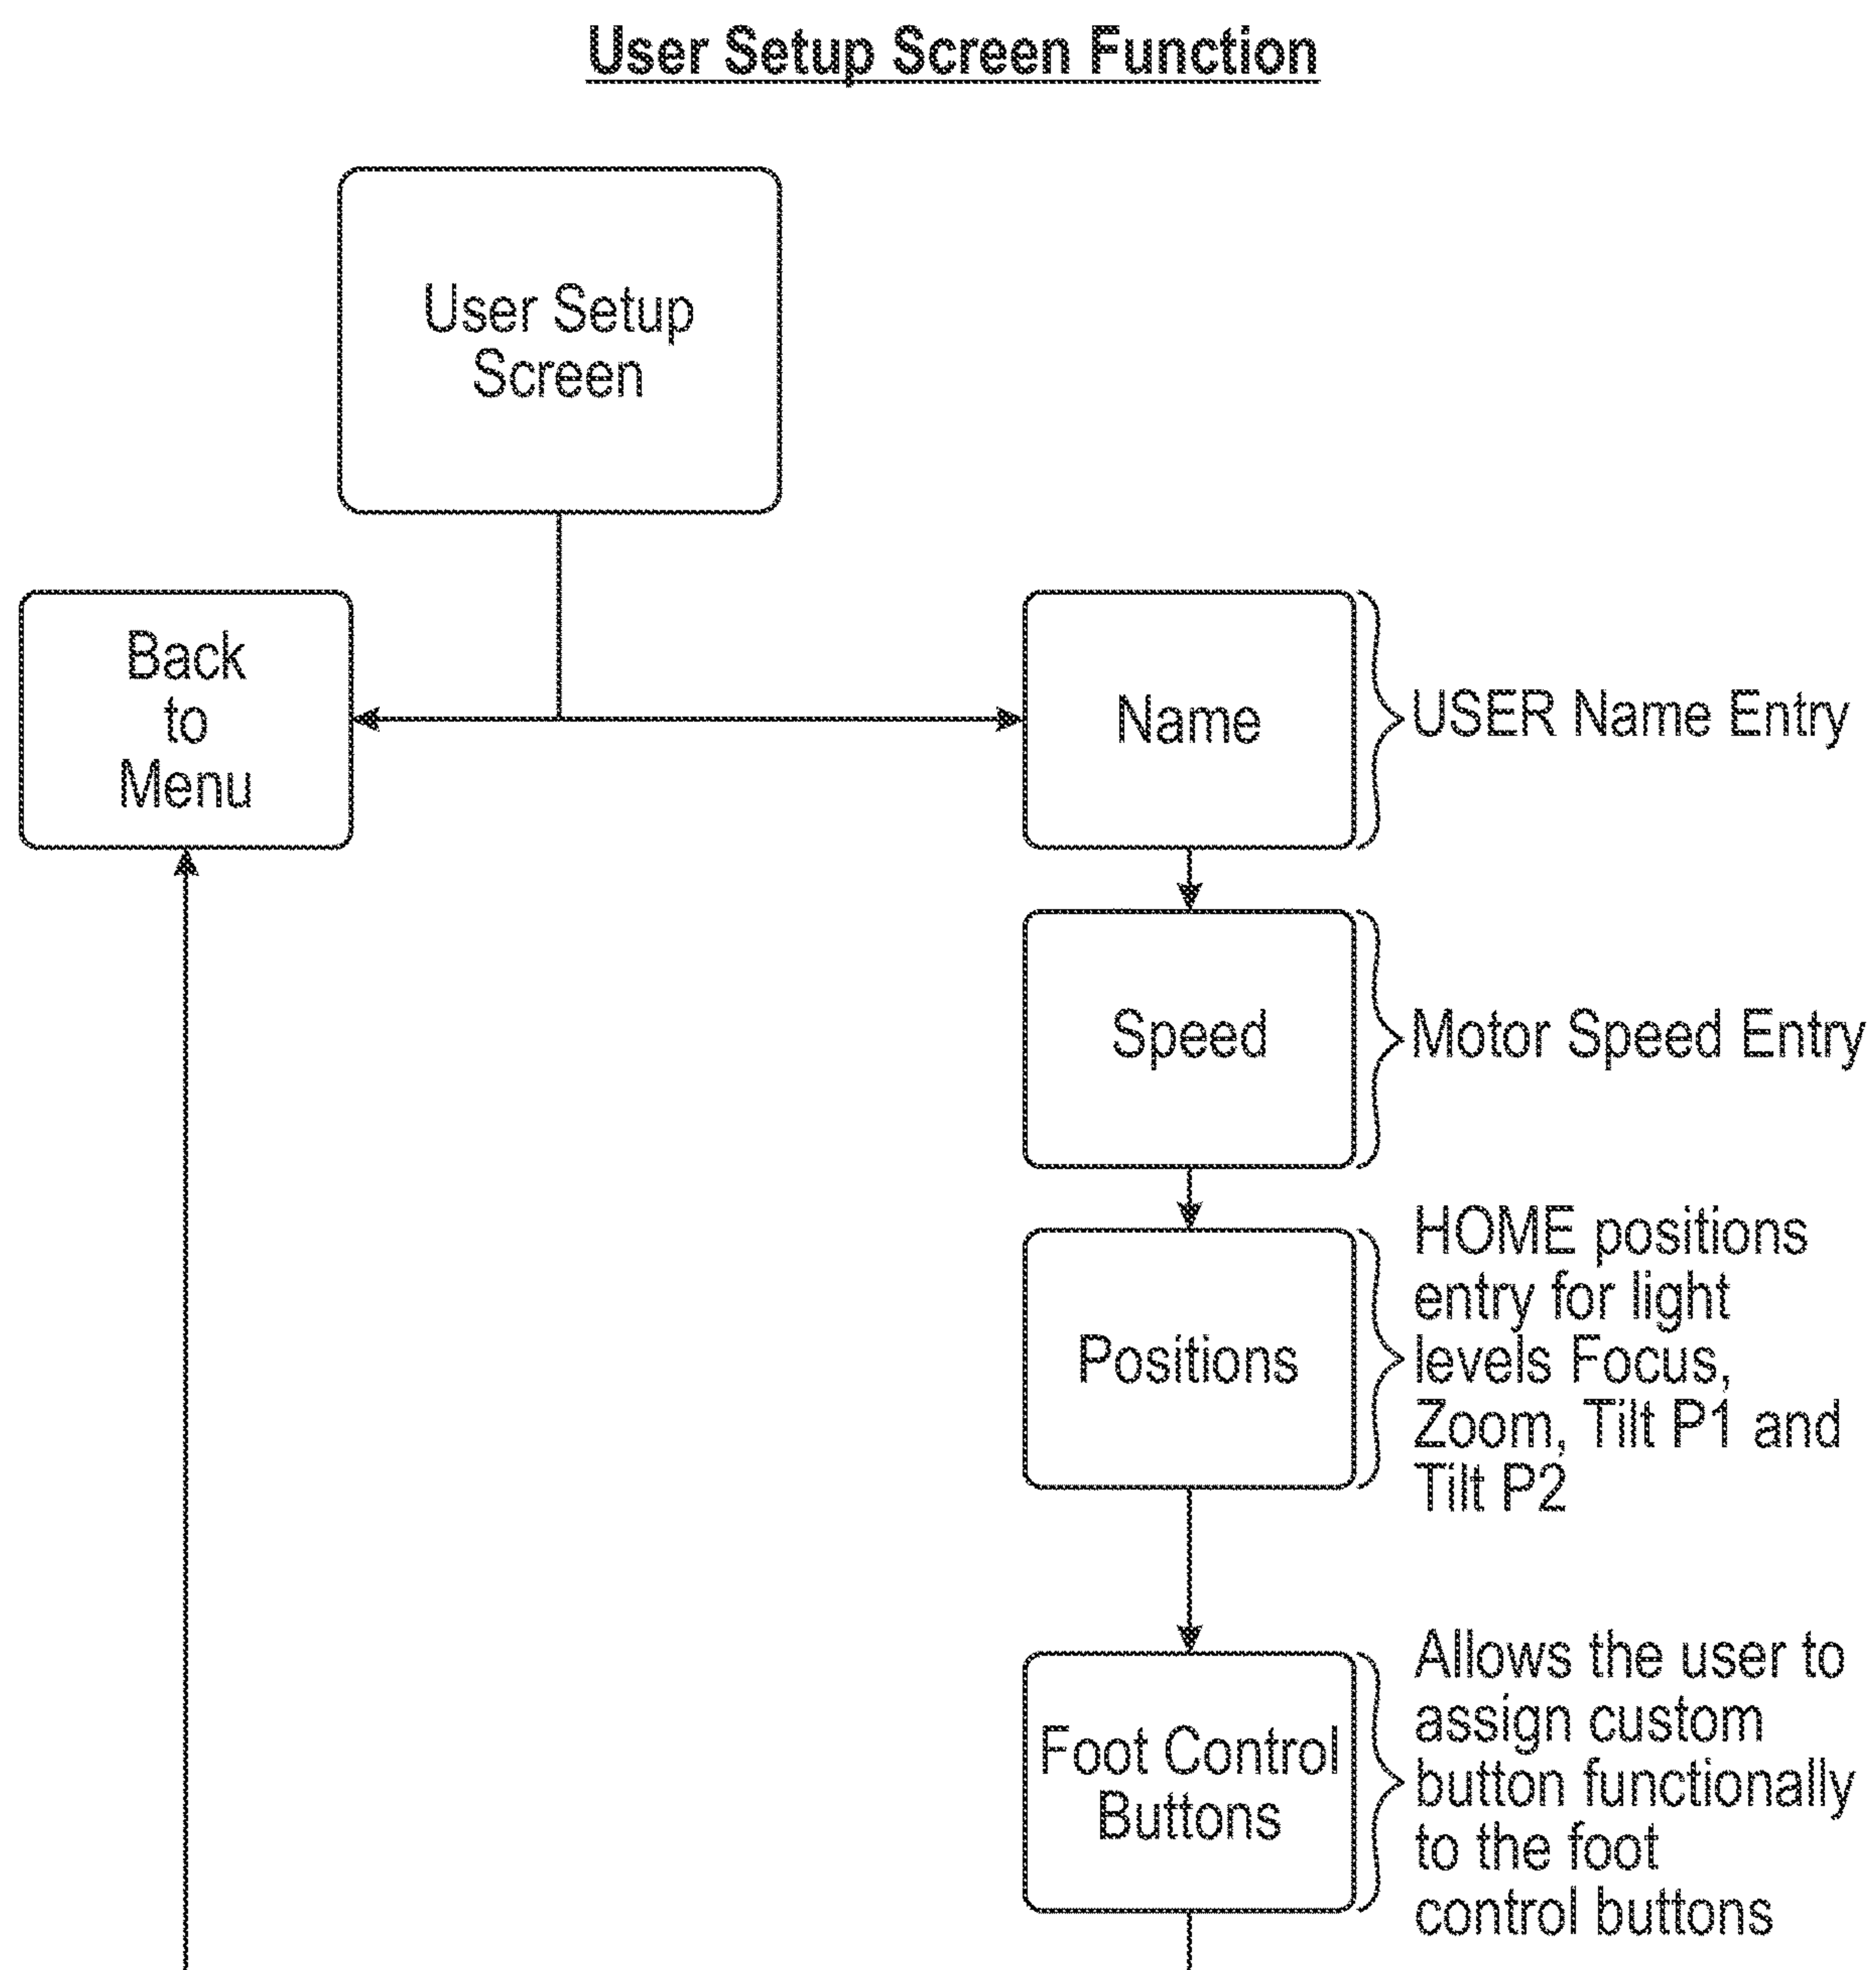 User Setup Screen Function
User Setup
Screen
Back
to
Menu
Name
USER Name Entry
Speed
Motor Speed Entry
Positions
HOME positions
entry for light
levels Focus,
Zoom, Tilt P1 and
Tilt P2
Foot Control
Buttons
Allows the user to
assign custom
button functionally
to the foot
control buttons